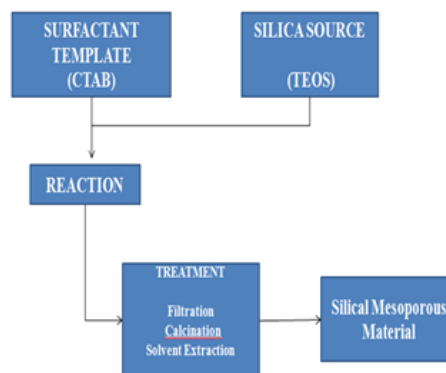 SURFACTANT
TEMPLATE
(CTAB)
SILICA SOURCE
(TEOS)
REACTION
TREATMENT
Filtration
Calcination
Solvent Extraction
Silical Mesoporous
Material